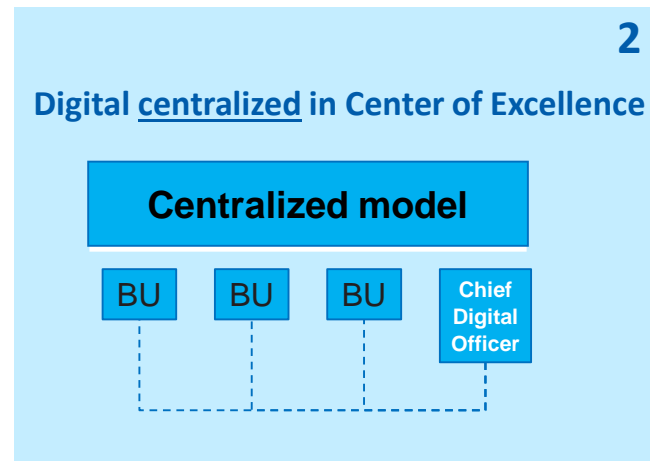 2
Digital centralized in Center of Excellence
Centralized model
BU BU BU
Chief
Digital
Officer